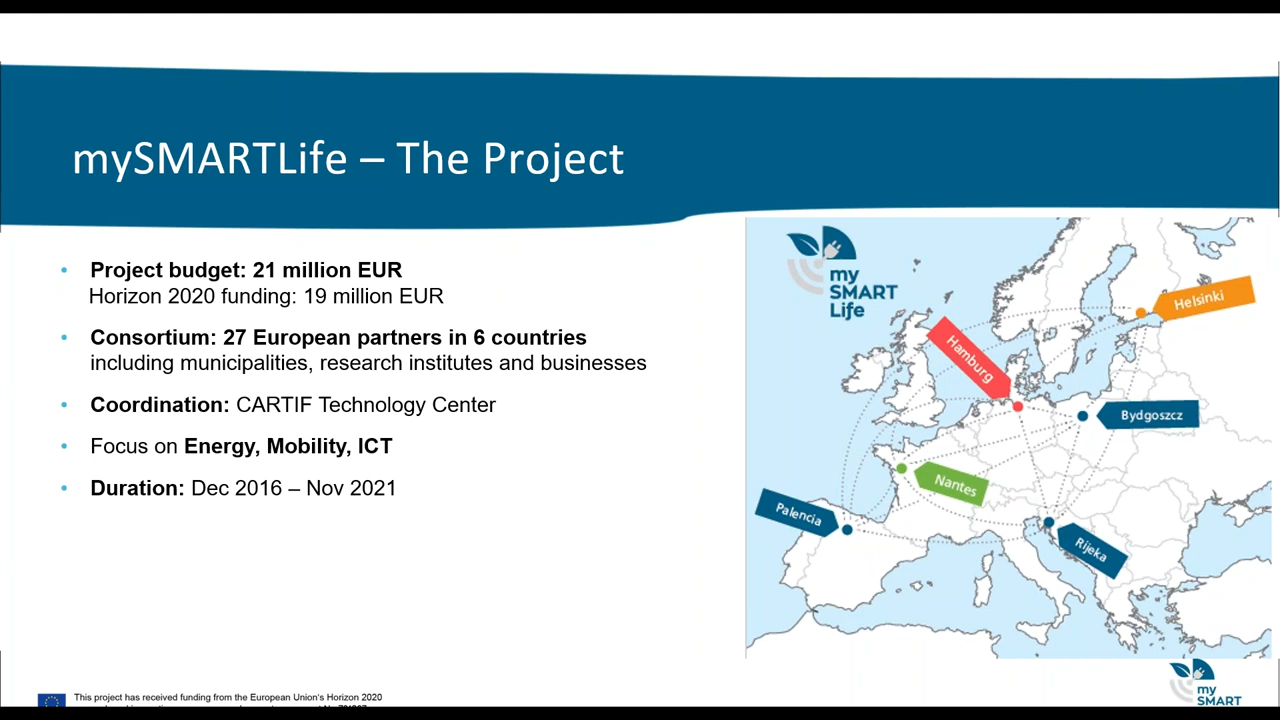 mySMARTLife – The Project
• Project budget: 21 million EUR
Horizon 2020 funding: 19 million EUR
• Consortium: 27 European partners in 6 countries
including municipalities, research institutes and businesses
• Coordination: CARTIF Technology Center
• Focus on Energy, Mobility, ICT
• Duration: Dec 2016 – Nov 2021
my
SMART
Life
Helsinki
Hamburg
Bydgoszcz
Nantes
Palencia
Rijeka
This project has received funding from the European Union's Horizon 2020
my
SMART